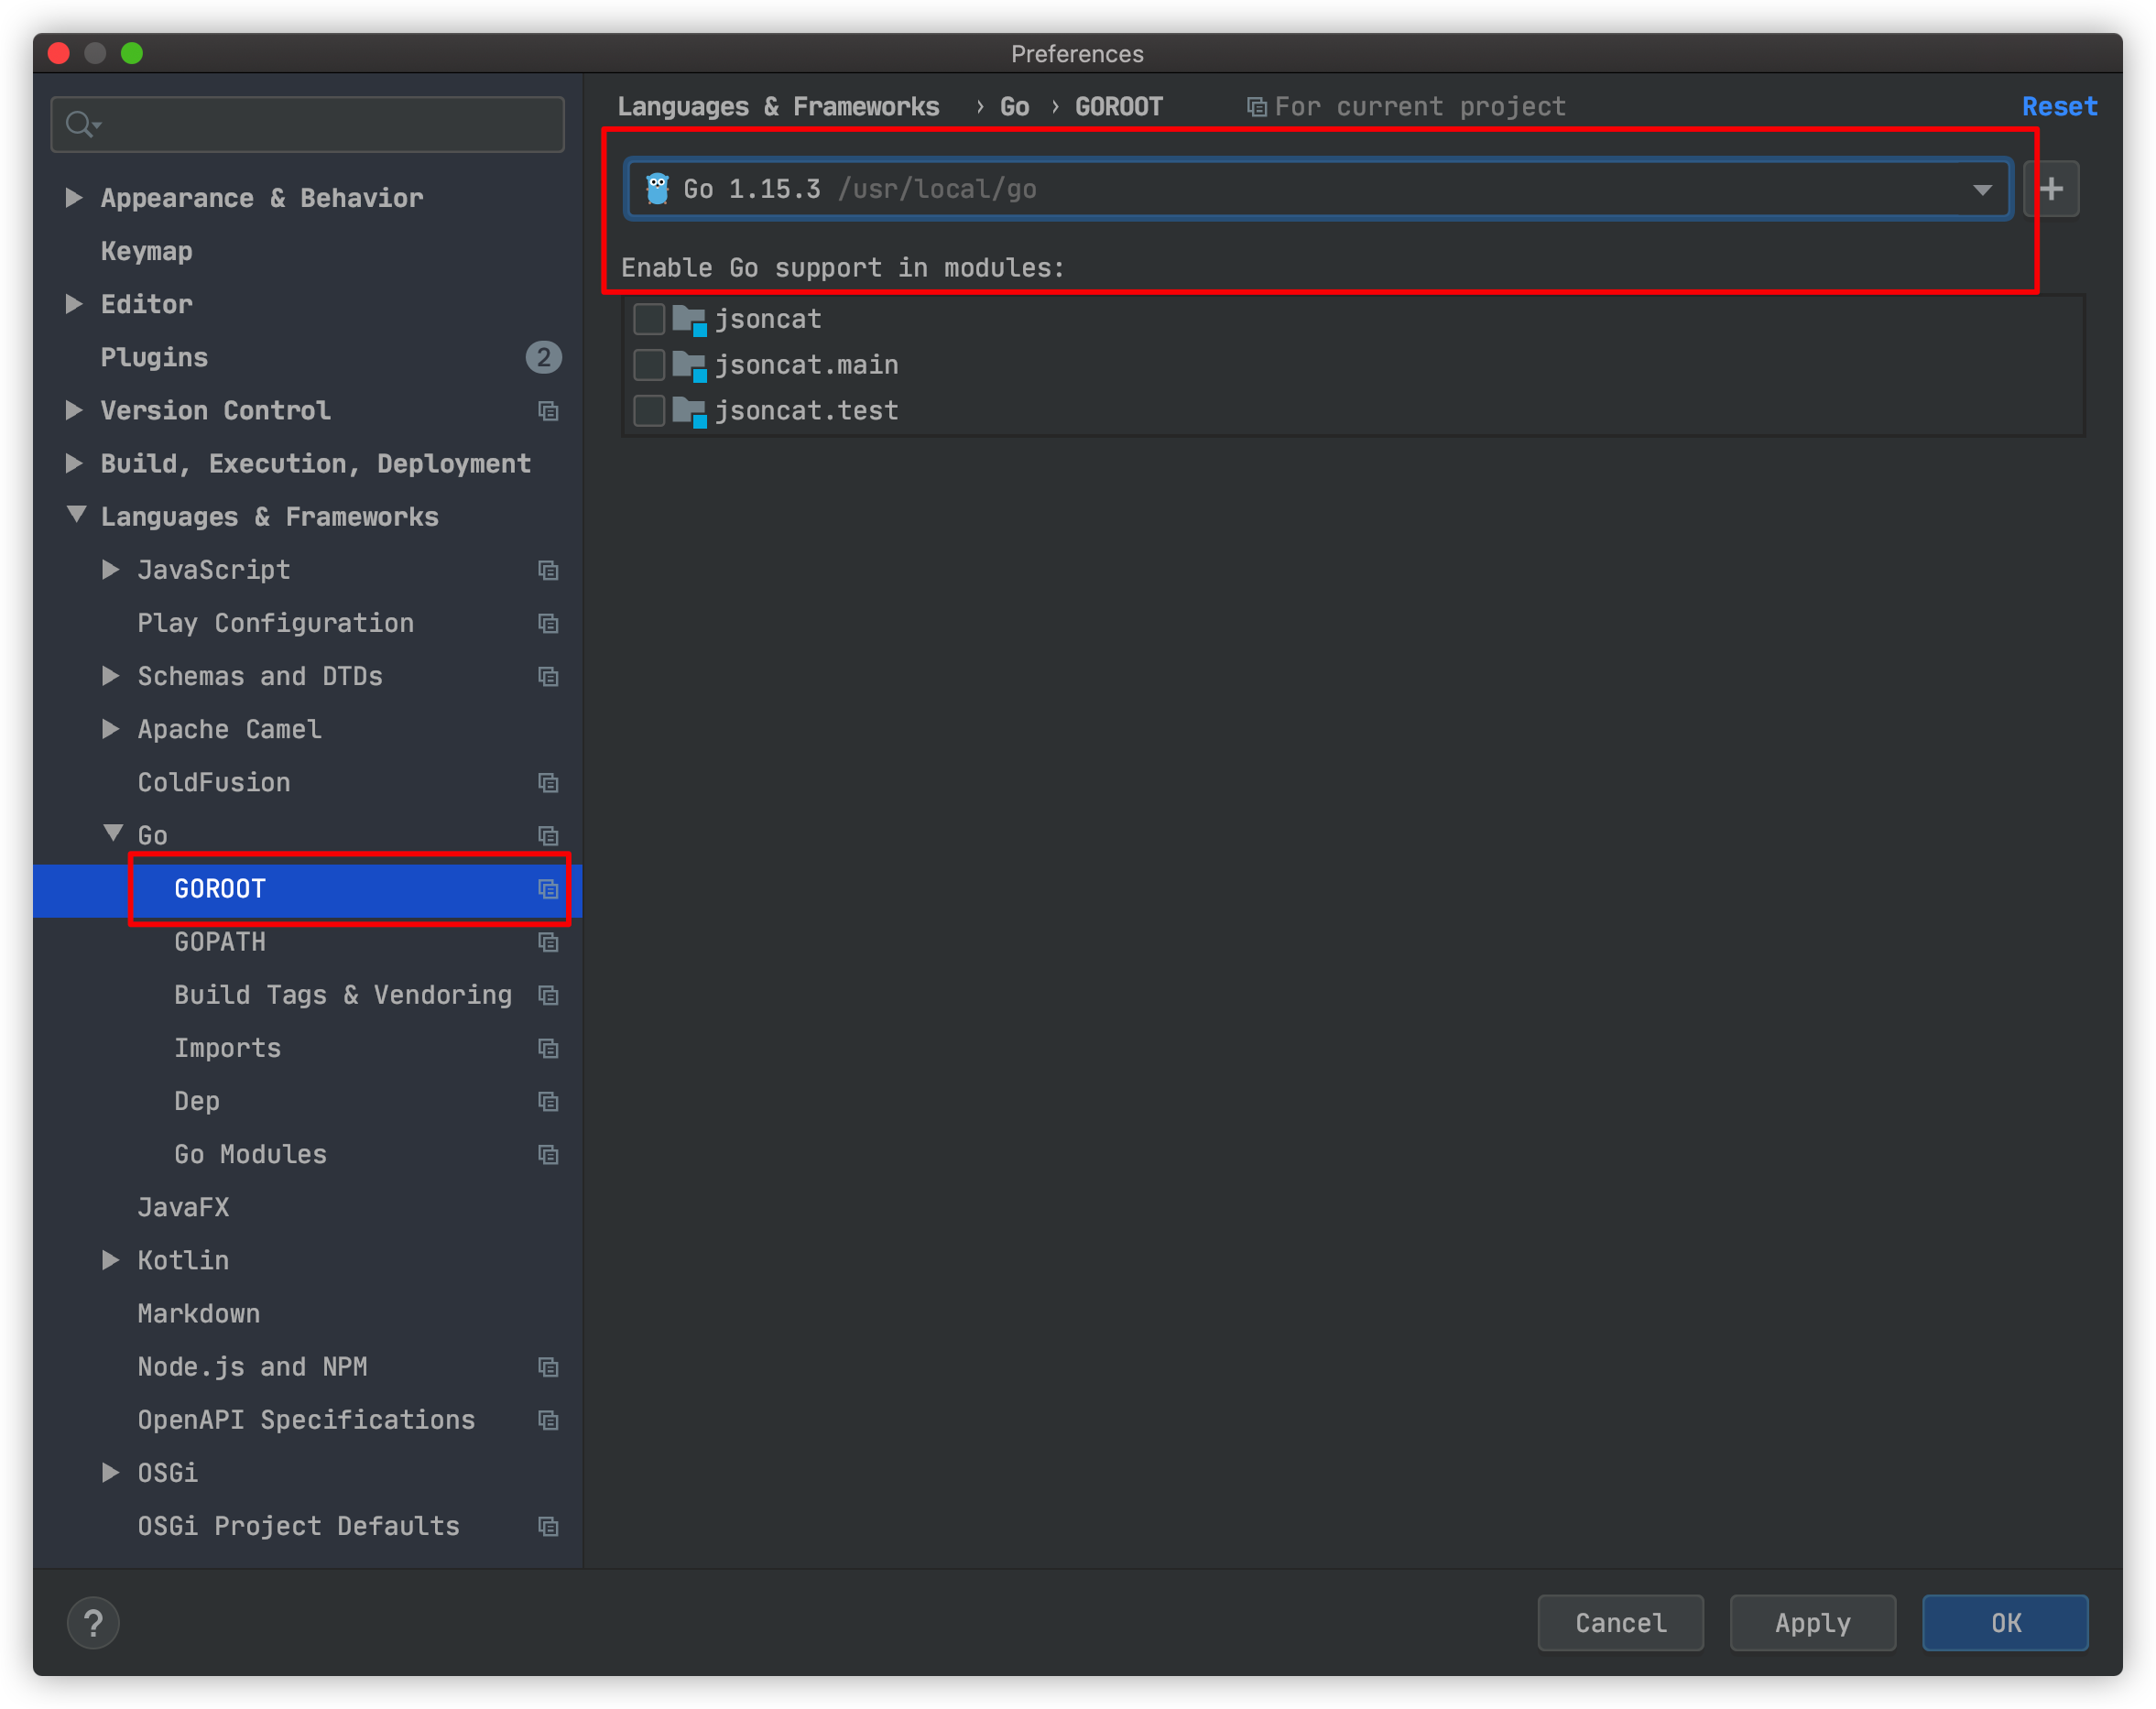 Preferences
Appearance & Behavior
Keymap
Editor
Plugins 2
Version Control
Build, Execution, Deployment
Languages & Frameworks
JavaScript
Play Configuration
Schemas and DTDs
Apache Camel
ColdFusion
Go
GOROOT
GOPATH
Build Tags & Vendoring
Imports
Dep
Go Modules
JavaFX
Kotlin
Markdown
Node.js and NPM
OpenAPI Specifications
OSGi
OSGi Project Defaults
Languages & Frameworks › Go › GOROOT For current project Reset
Go 1.15.3 /usr/local/go
Enable Go support in modules:
jsoncat
jsoncat.main
jsoncat.test
? Cancel Apply OK